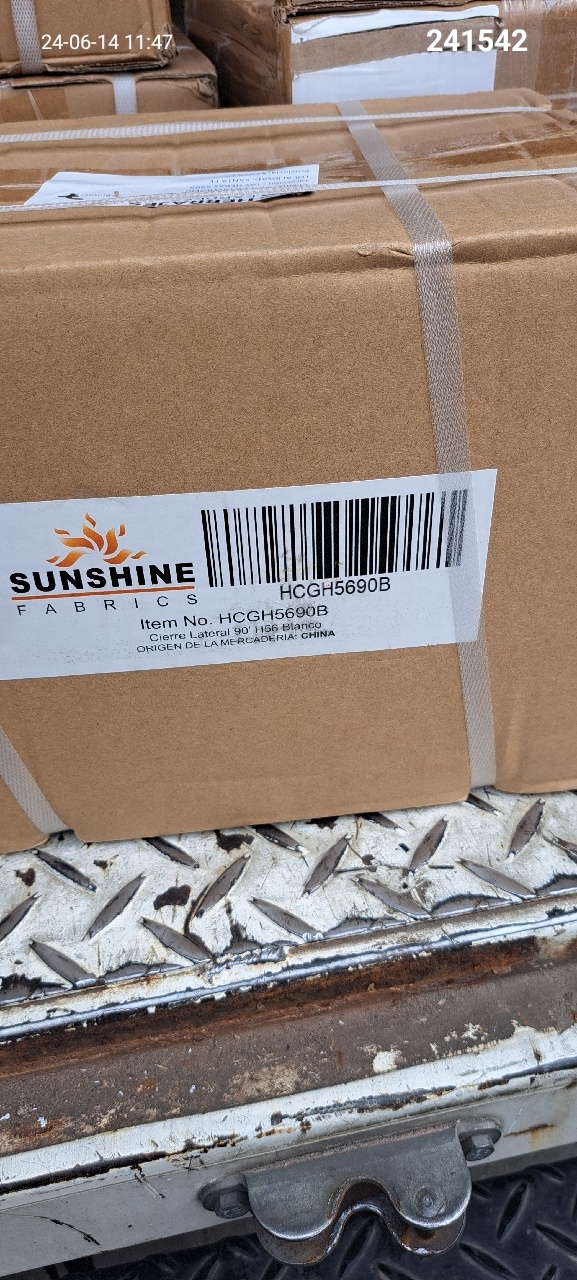 24-06-14 11:47
241542
SUNSHINE
FABRICS
HCGH5690B
Item No. HCGH5690B
Cierre Lateral 90' H56 Blanco
ORIGEN DE LA MERCADERIA: CHINA